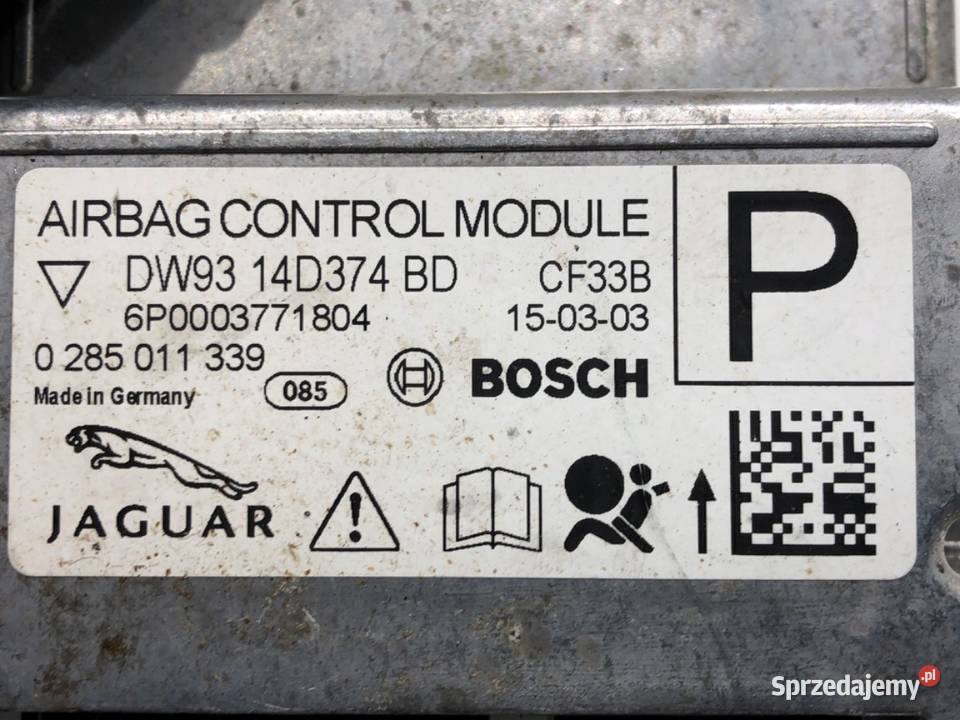 AIRBAG CONTROL MODULE
P
DW93 14D374 BD CF33B
6P0003771804 15-03-03
0 285 011 339
Made in Germany 085 BOSCH
JAGUAR
Sprzedajemy.pl